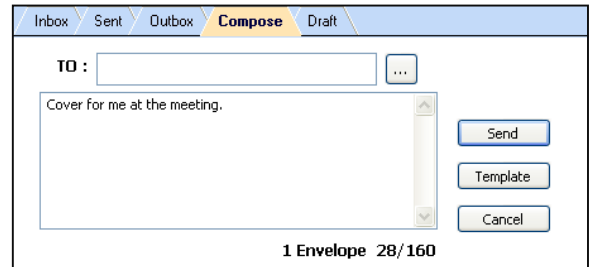 Inbox Sent Outbox Compose Draft
TO : ...
Cover for me at the meeting.
Send
Template
Cancel
1 Envelope 28/160